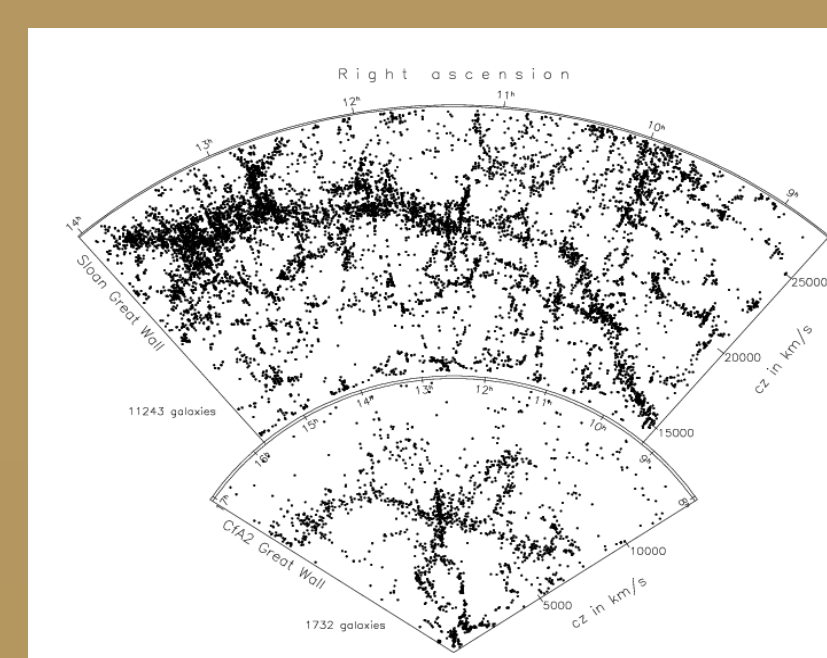 Right ascension
14ʰ
13ʰ
12ʰ
11ʰ
10ʰ
9ʰ
Sloan Great Wall
25000
20000
15000
cz in km/s
11243 galaxies
16ʰ
15ʰ
14ʰ
13ʰ
12ʰ
11ʰ
10ʰ
9ʰ
8ʰ
CfA2 Great Wall
10000
5000
cz in km/s
1732 galaxies